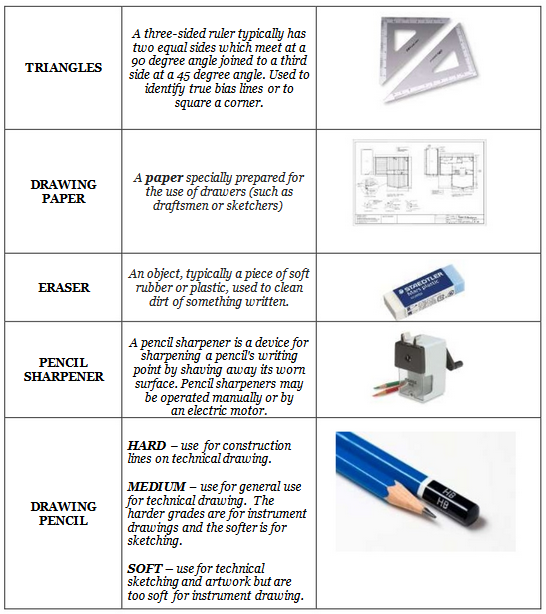 TRIANGLES
A three-sided ruler typically has
two equal sides which meet at a
90 degree angle joined to a third
side at a 45 degree angle. Used to
identify true bias lines or to
square a corner.
DRAWING
PAPER
A paper specially prepared for
the use of drawers (such as
draftsmen or sketchers)
ERASER
An object, typically a piece of soft
rubber or plastic, used to clean
dirt of something written.
STAEDTLER
Mars plastic
PENCIL
SHARPENER
A pencil sharpener is a device for
sharpening a pencil's writing
point by shaving away its worn
surface. Pencil sharpeners may
be operated manually or by
an electric motor.
DRAWING
PENCIL
HARD – use for construction
lines on technical drawing.
MEDIUM – use for general use
for technical drawing. The
harder grades are for instrument
drawings and the softer is for
sketching.
SOFT – use for technical
sketching and artwork but are
too soft for instrument drawing.
HB
HB